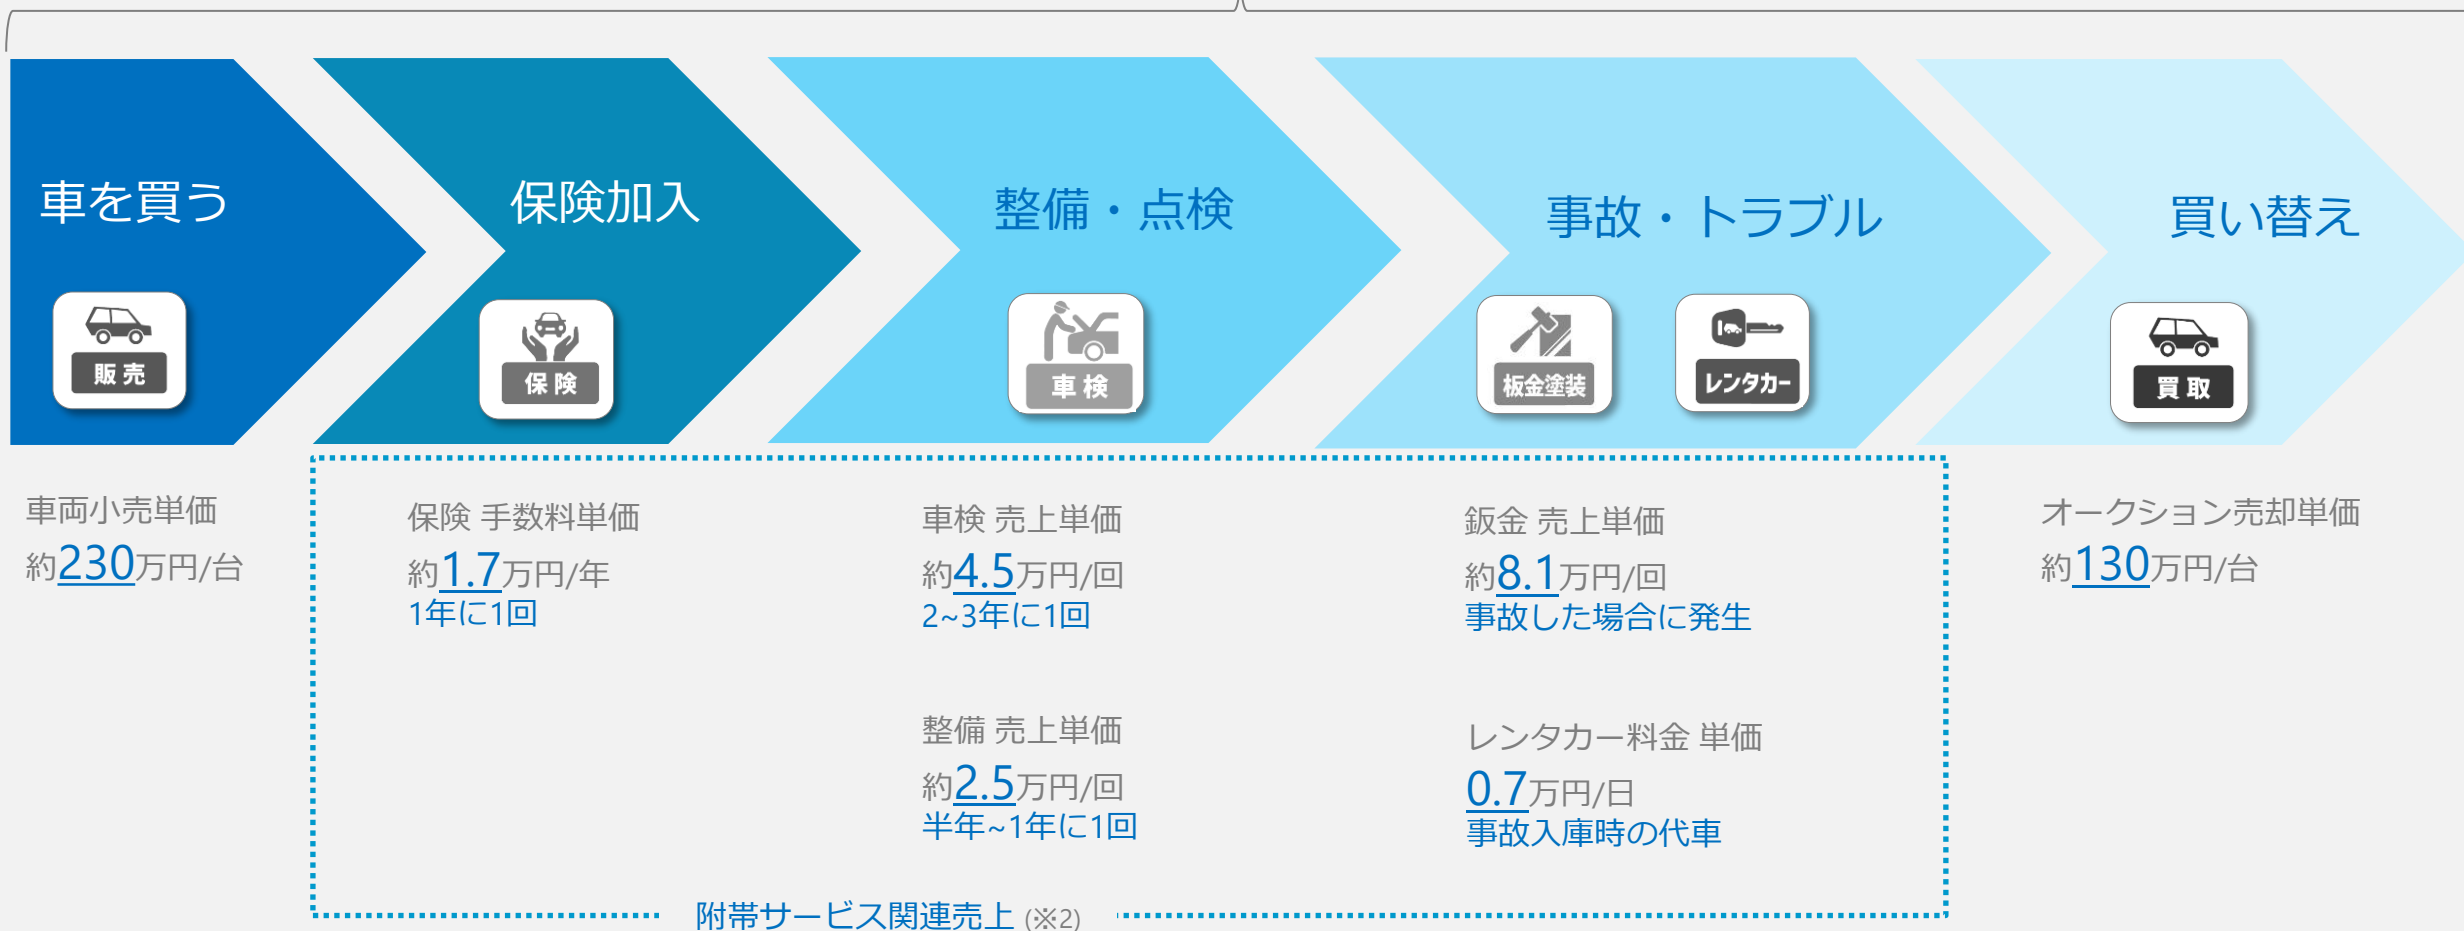 車を買う
販売
車両小売単価
約230万円/台
保険加入
保険
保険 手数料単価
約1.7万円/年
1年に1回
整備・点検
車検
車検 売上単価
約4.5万円/回
2~3年に1回
整備 売上単価
約2.5万円/回
半年~1年に1回
事故・トラブル
板金塗装
レンタカー
鈑金 売上単価
約8.1万円/回
事故した場合に発生
レンタカー料金 単価
0.7万円/日
事故入庫時の代車
買い替え
買取
オークション売却単価
約130万円/台
附帯サービス関連売上 (※2)